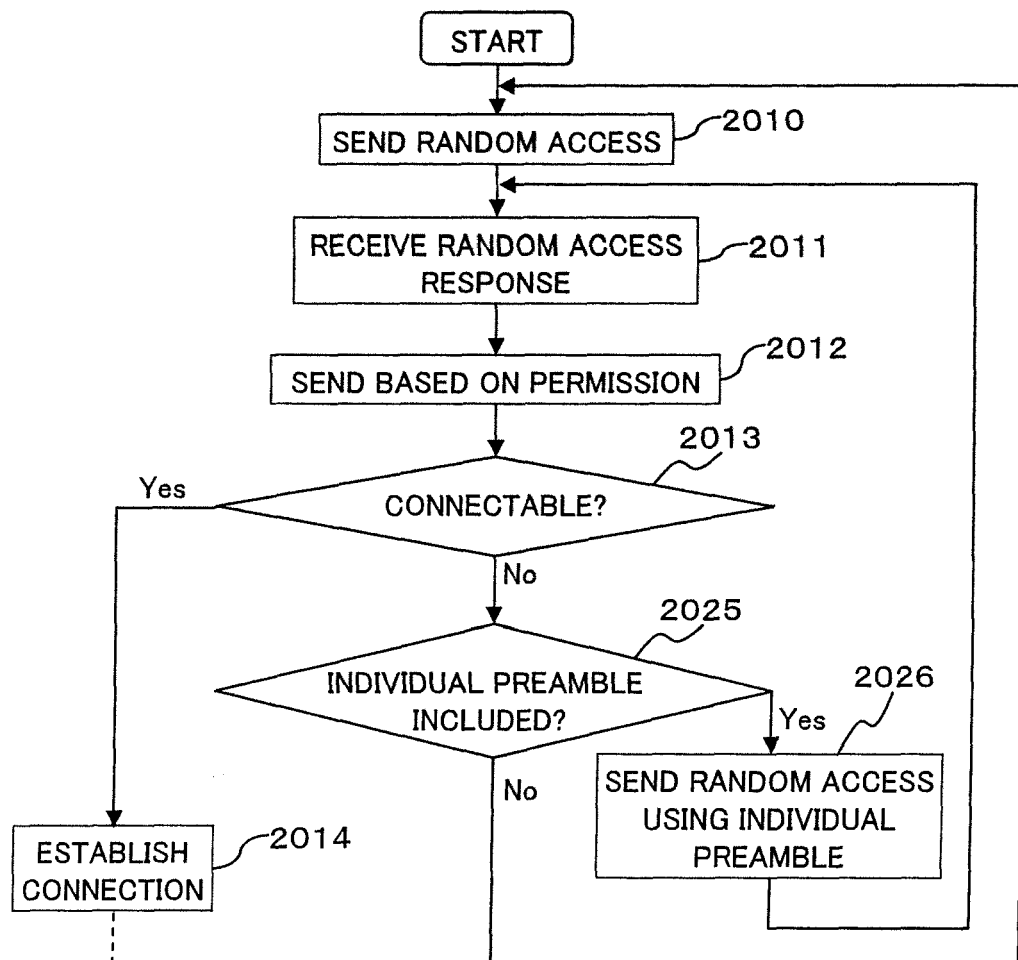 START
SEND RANDOM ACCESS
2010
RECEIVE RANDOM ACCESS
RESPONSE
2011
SEND BASED ON PERMISSION
2012
CONNECTABLE?
2013
Yes
No
INDIVIDUAL PREAMBLE
INCLUDED?
2025
Yes
No
SEND RANDOM ACCESS
USING INDIVIDUAL
PREAMBLE
2026
ESTABLISH
CONNECTION
2014